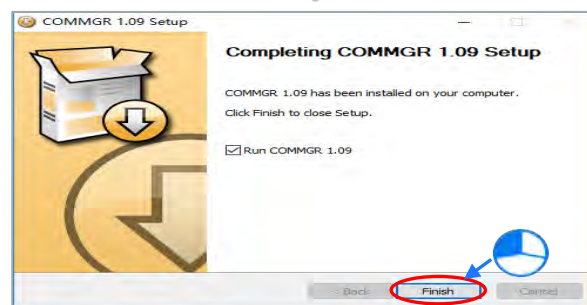 COMMGR 1.09 Setup
Completing COMMGR 1.09 Setup
COMMGR 1.09 has been installed on your computer.
Click Finish to close Setup.
Run COMMGR 1.09
Back Finish Cancel